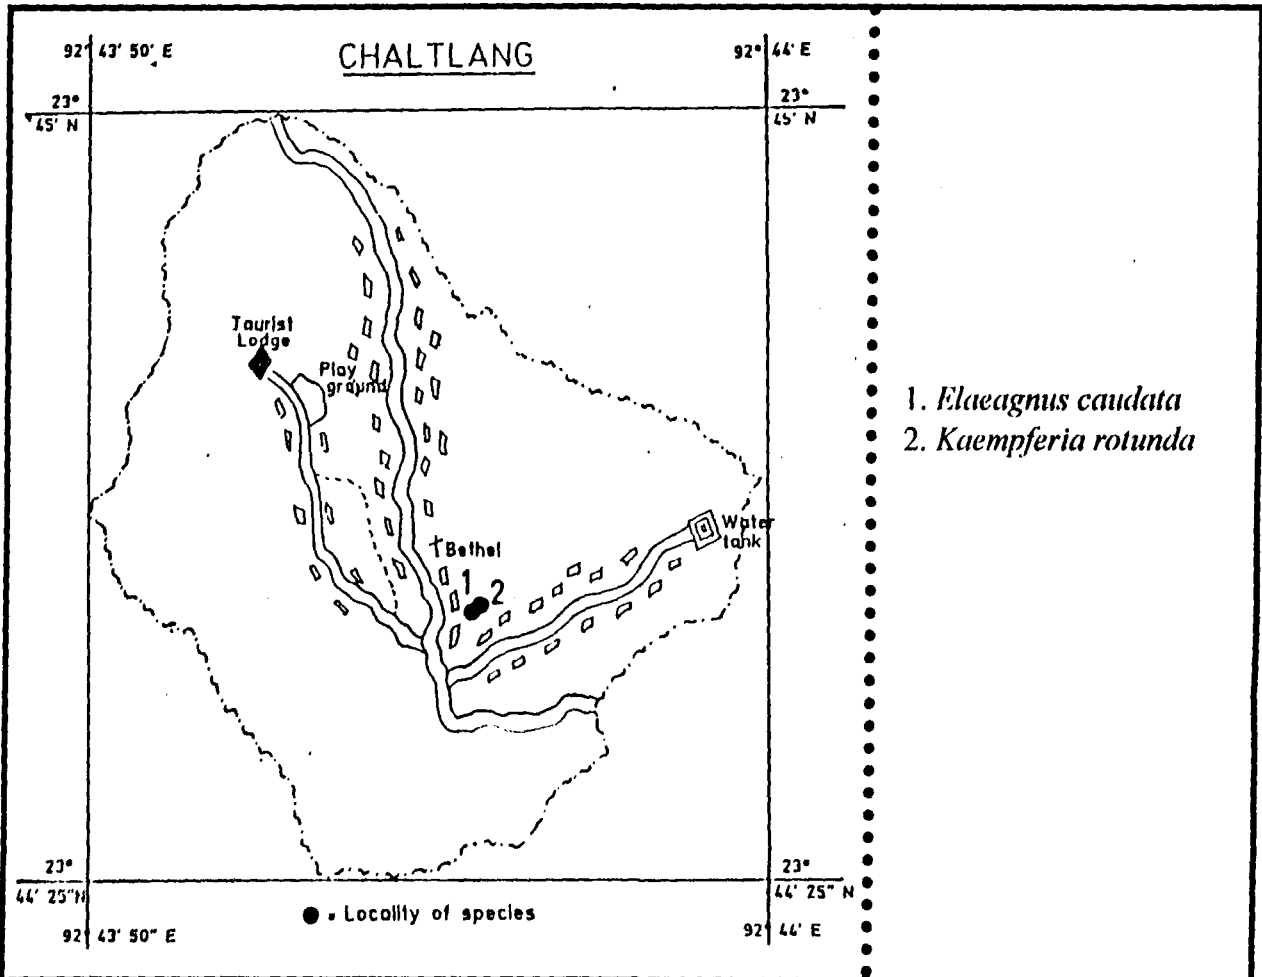 92° 43' 50' E
CHALTLANG
92° 44' E
23°
45' N
23°
45' N
Tourist
Lodge
Play
ground
1. Elaeagnus caudata
2. Kaempferia rotunda
Water
tank
Bethel
1
2
23°
44' 25"N
23°
44' 25" N
● = Locality of species
92° 43' 50" E
92° 44' E